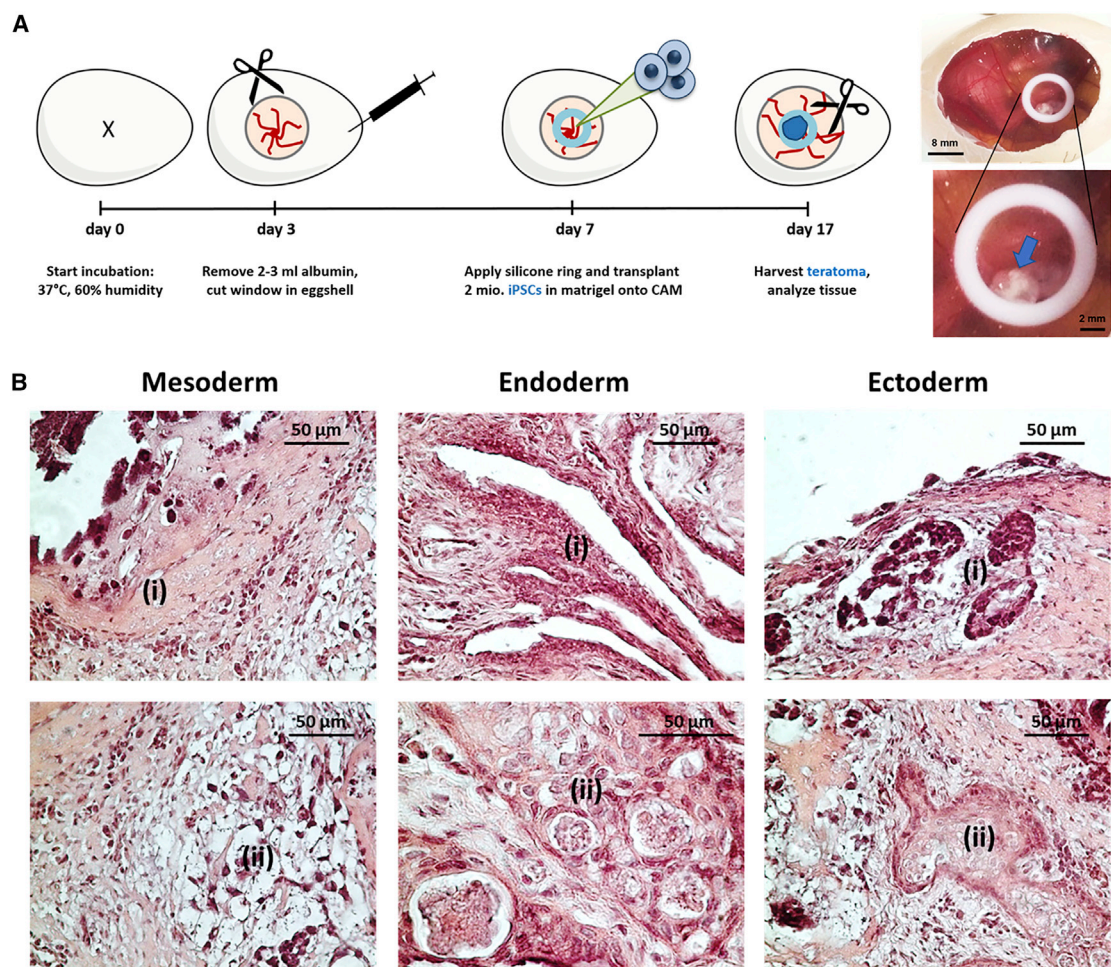 A
X
day 0
day 3
day 7
day 17
Start incubation:
37°C, 60% humidity
Remove 2-3 ml albumin,
cut window in eggshell
Apply silicone ring and transplant
2 mio. iPSCs in matrigel onto CAM
Harvest teratoma,
analyze tissue
8 mm
2 mm
B
Mesoderm
Endoderm
Ectoderm
50 µm
(i)
50 µm
(i)
50 µm
(i)
50 µm
(ii)
50 µm
(ii)
50 µm
(ii)